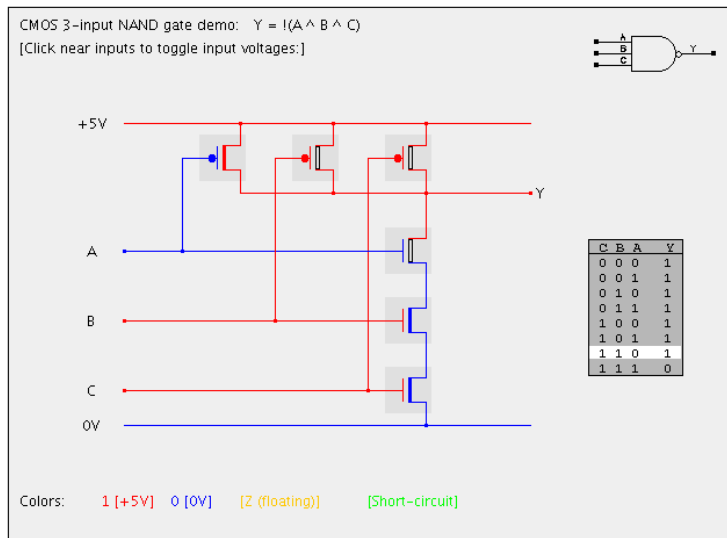 CMOS 3-input NAND gate demo: Y = !(A ^ B ^ C)
[Click near inputs to toggle input voltages:]
A
B
C
Y
+5V
Y
A
B
C
0V
C B A Y
0 0 0 1
0 0 1 1
0 1 0 1
0 1 1 1
1 0 0 1
1 0 1 1
1 1 0 1
1 1 1 0
Colors: 1 [+5V] 0 [0V] [Z (floating)] [Short-circuit]